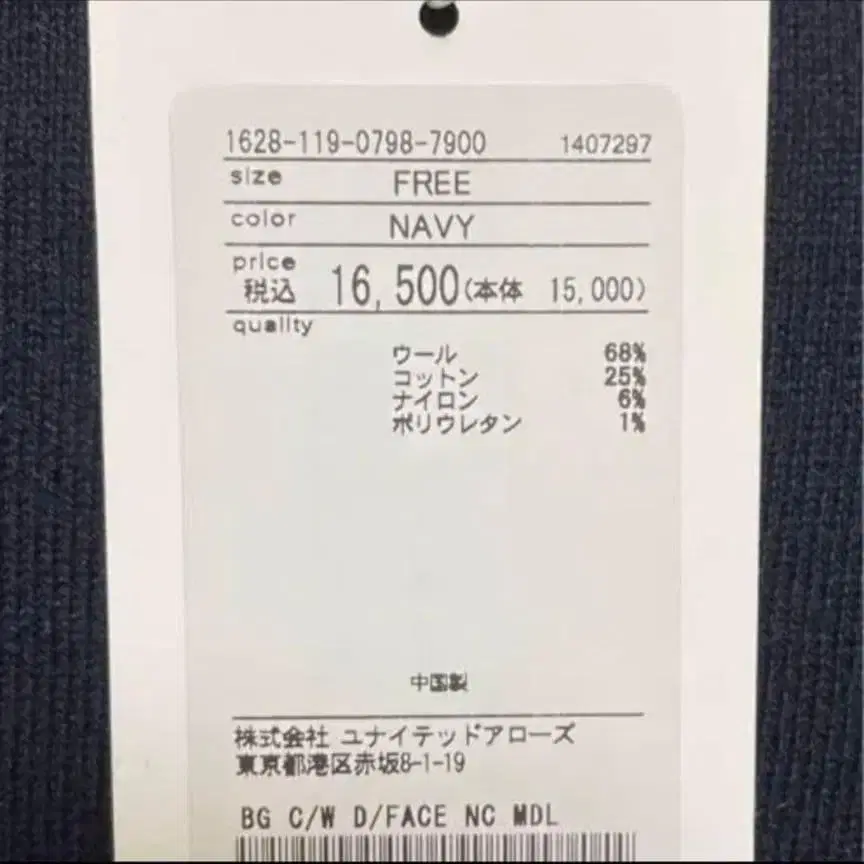 1628-119-0798-7900 1407297
size FREE
color NAVY
price
税込 16,500(本体 15,000)
quality
ウール 68%
コットン 25%
ナイロン 6%
ポリウレタン 1%
中国製
株式会社 ユナイテッドアローズ
東京都港区赤坂8-1-19
BG C/W D/FACE NC MDL